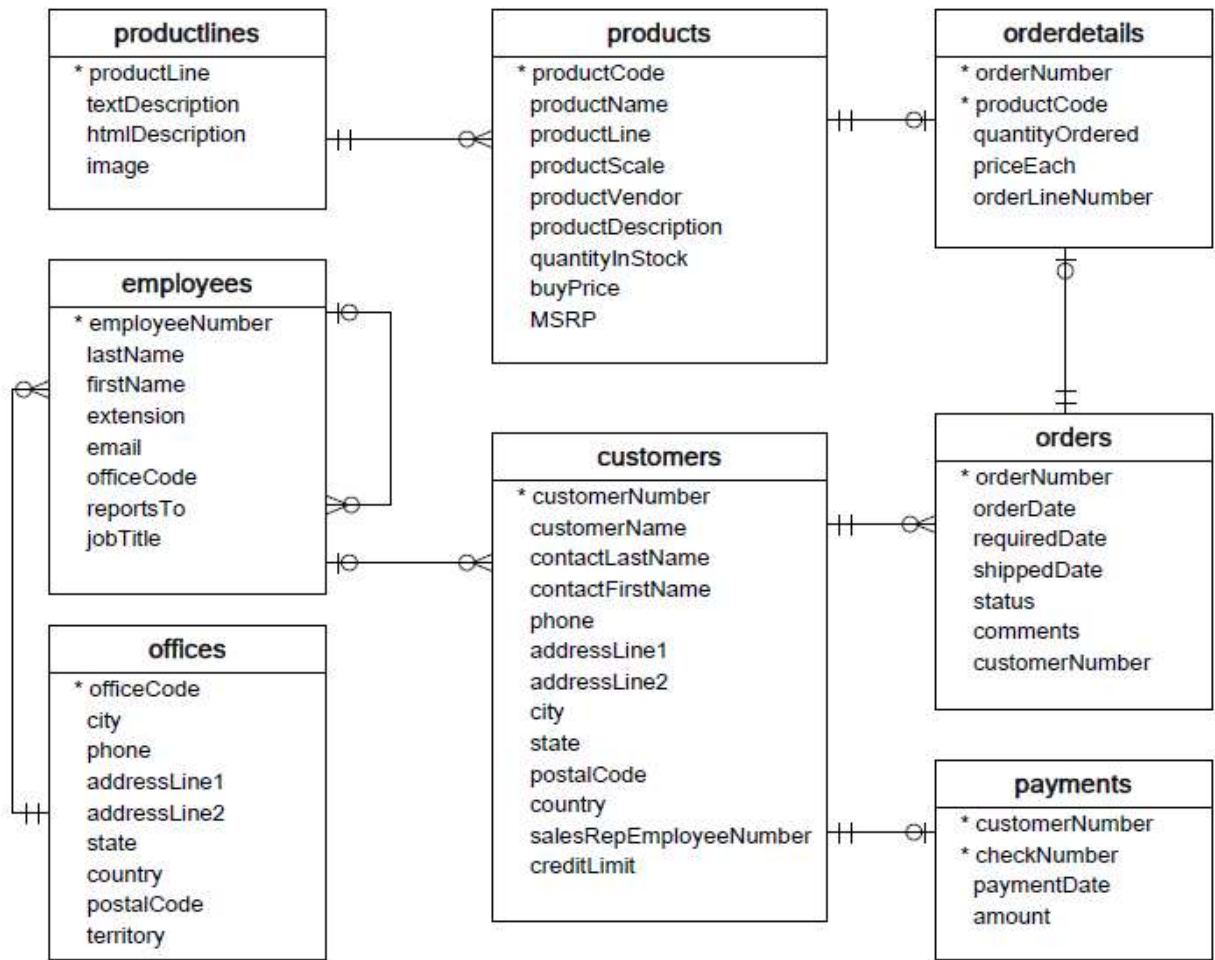 productlines
* productLine
textDescription
htmlDescription
image
products
* productCode
productName
productLine
productScale
productVendor
productDescription
quantityInStock
buyPrice
MSRP
orderdetails
* orderNumber
* productCode
quantityOrdered
priceEach
orderLineNumber
employees
* employeeNumber
lastName
firstName
extension
email
officeCode
reportsTo
jobTitle
customers
* customerNumber
customerName
contactLastName
contactFirstName
phone
addressLine1
addressLine2
city
state
postalCode
country
salesRepEmployeeNumber
creditLimit
orders
* orderNumber
orderDate
requiredDate
shippedDate
status
comments
customerNumber
offices
* officeCode
city
phone
addressLine1
addressLine2
state
country
postalCode
territory
payments
* customerNumber
* checkNumber
paymentDate
amount